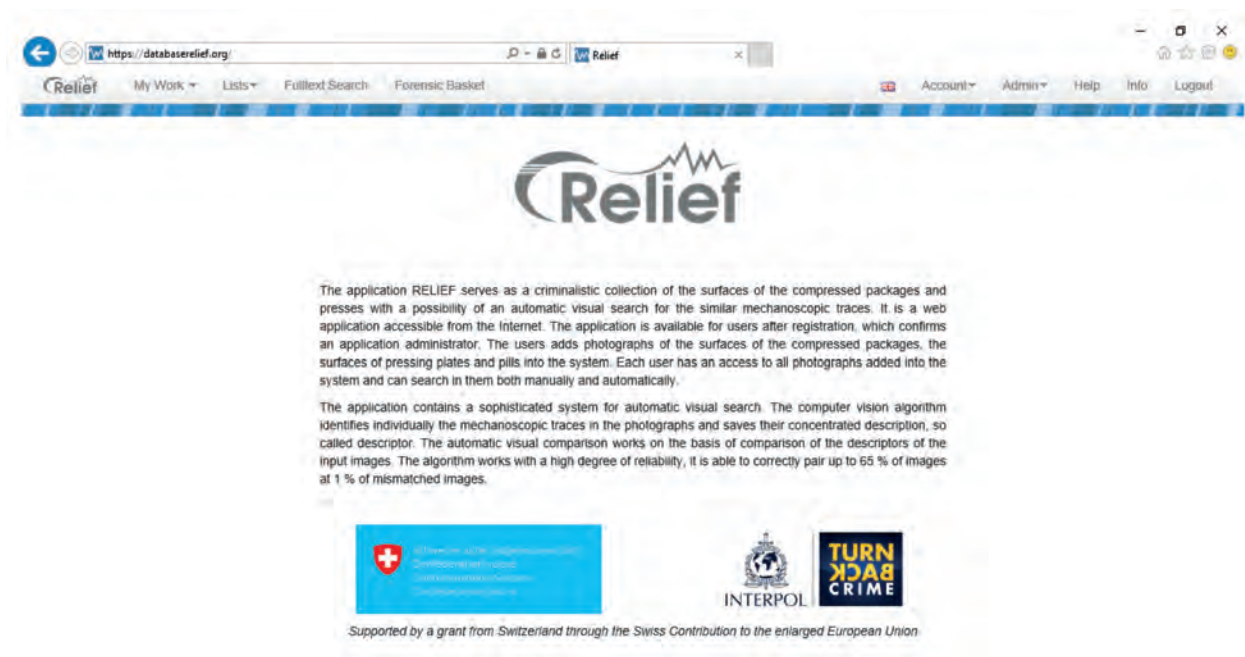 https://databaserelief.org/
Relief
Relief My Work Lists Fulltext Search Forensic Basket Account Admin Help Info Logout
Relief
The application RELIEF serves as a criminalistic collection of the surfaces of the compressed packages and
presses with a possibility of an automatic visual search for the similar mechanoscopic traces. It is a web
application accessible from the Internet. The application is available for users after registration, which confirms
an application administrator. The users adds photographs of the surfaces of the compressed packages, the
surfaces of pressing plates and pills into the system. Each user has an access to all photographs added into the
system and can search in them both manually and automatically.
The application contains a sophisticated system for automatic visual search. The computer vision algorithm
identifies individually the mechanoscopic traces in the photographs and saves their concentrated description, so
called descriptor. The automatic visual comparison works on the basis of comparison of the descriptors of the
input images. The algorithm works with a high degree of reliability, it is able to correctly pair up to 65 % of images
at 1 % of mismatched images.
INTERPOL
TURN
BACK
CRIME
Supported by a grant from Switzerland through the Swiss Contribution to the enlarged European Union